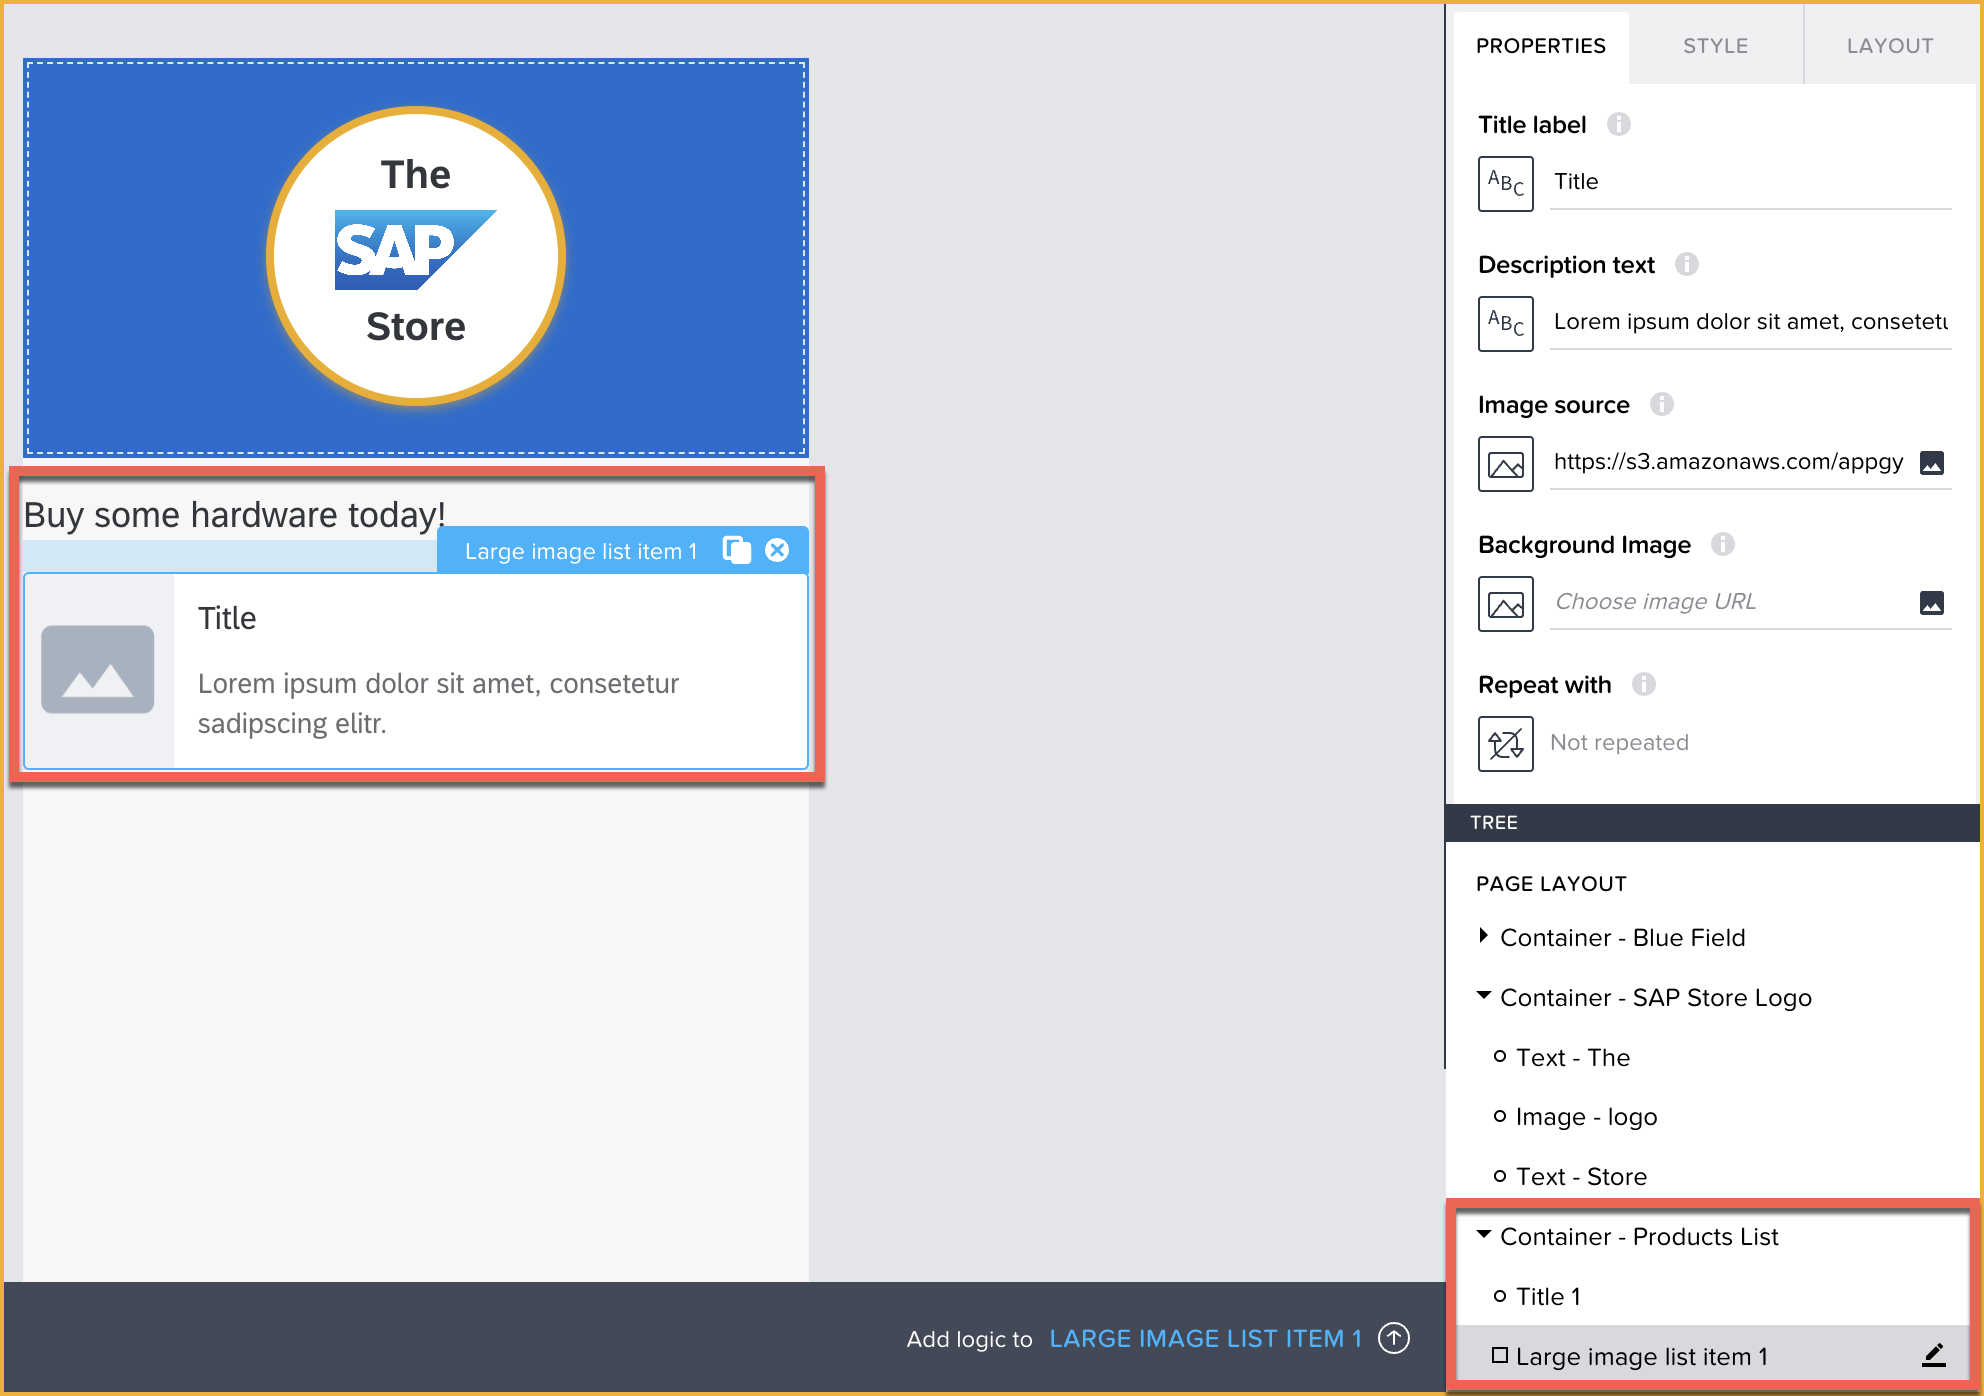 The
SAP
Store
Buy some hardware today!
Large image list item 1
Title
Lorem ipsum dolor sit amet, consetetur
sadipscing elitr.
Add logic to LARGE IMAGE LIST ITEM 1
PROPERTIES STYLE LAYOUT
Title label
ABC Title
Description text
ABC Lorem ipsum dolor sit amet, consetetu
Image source
https://s3.amazonaws.com/appgy
Background Image
Choose image URL
Repeat with
Not repeated
TREE
PAGE LAYOUT
Container - Blue Field
Container - SAP Store Logo
Text - The
Image - logo
Text - Store
Container - Products List
Title 1
Large image list item 1